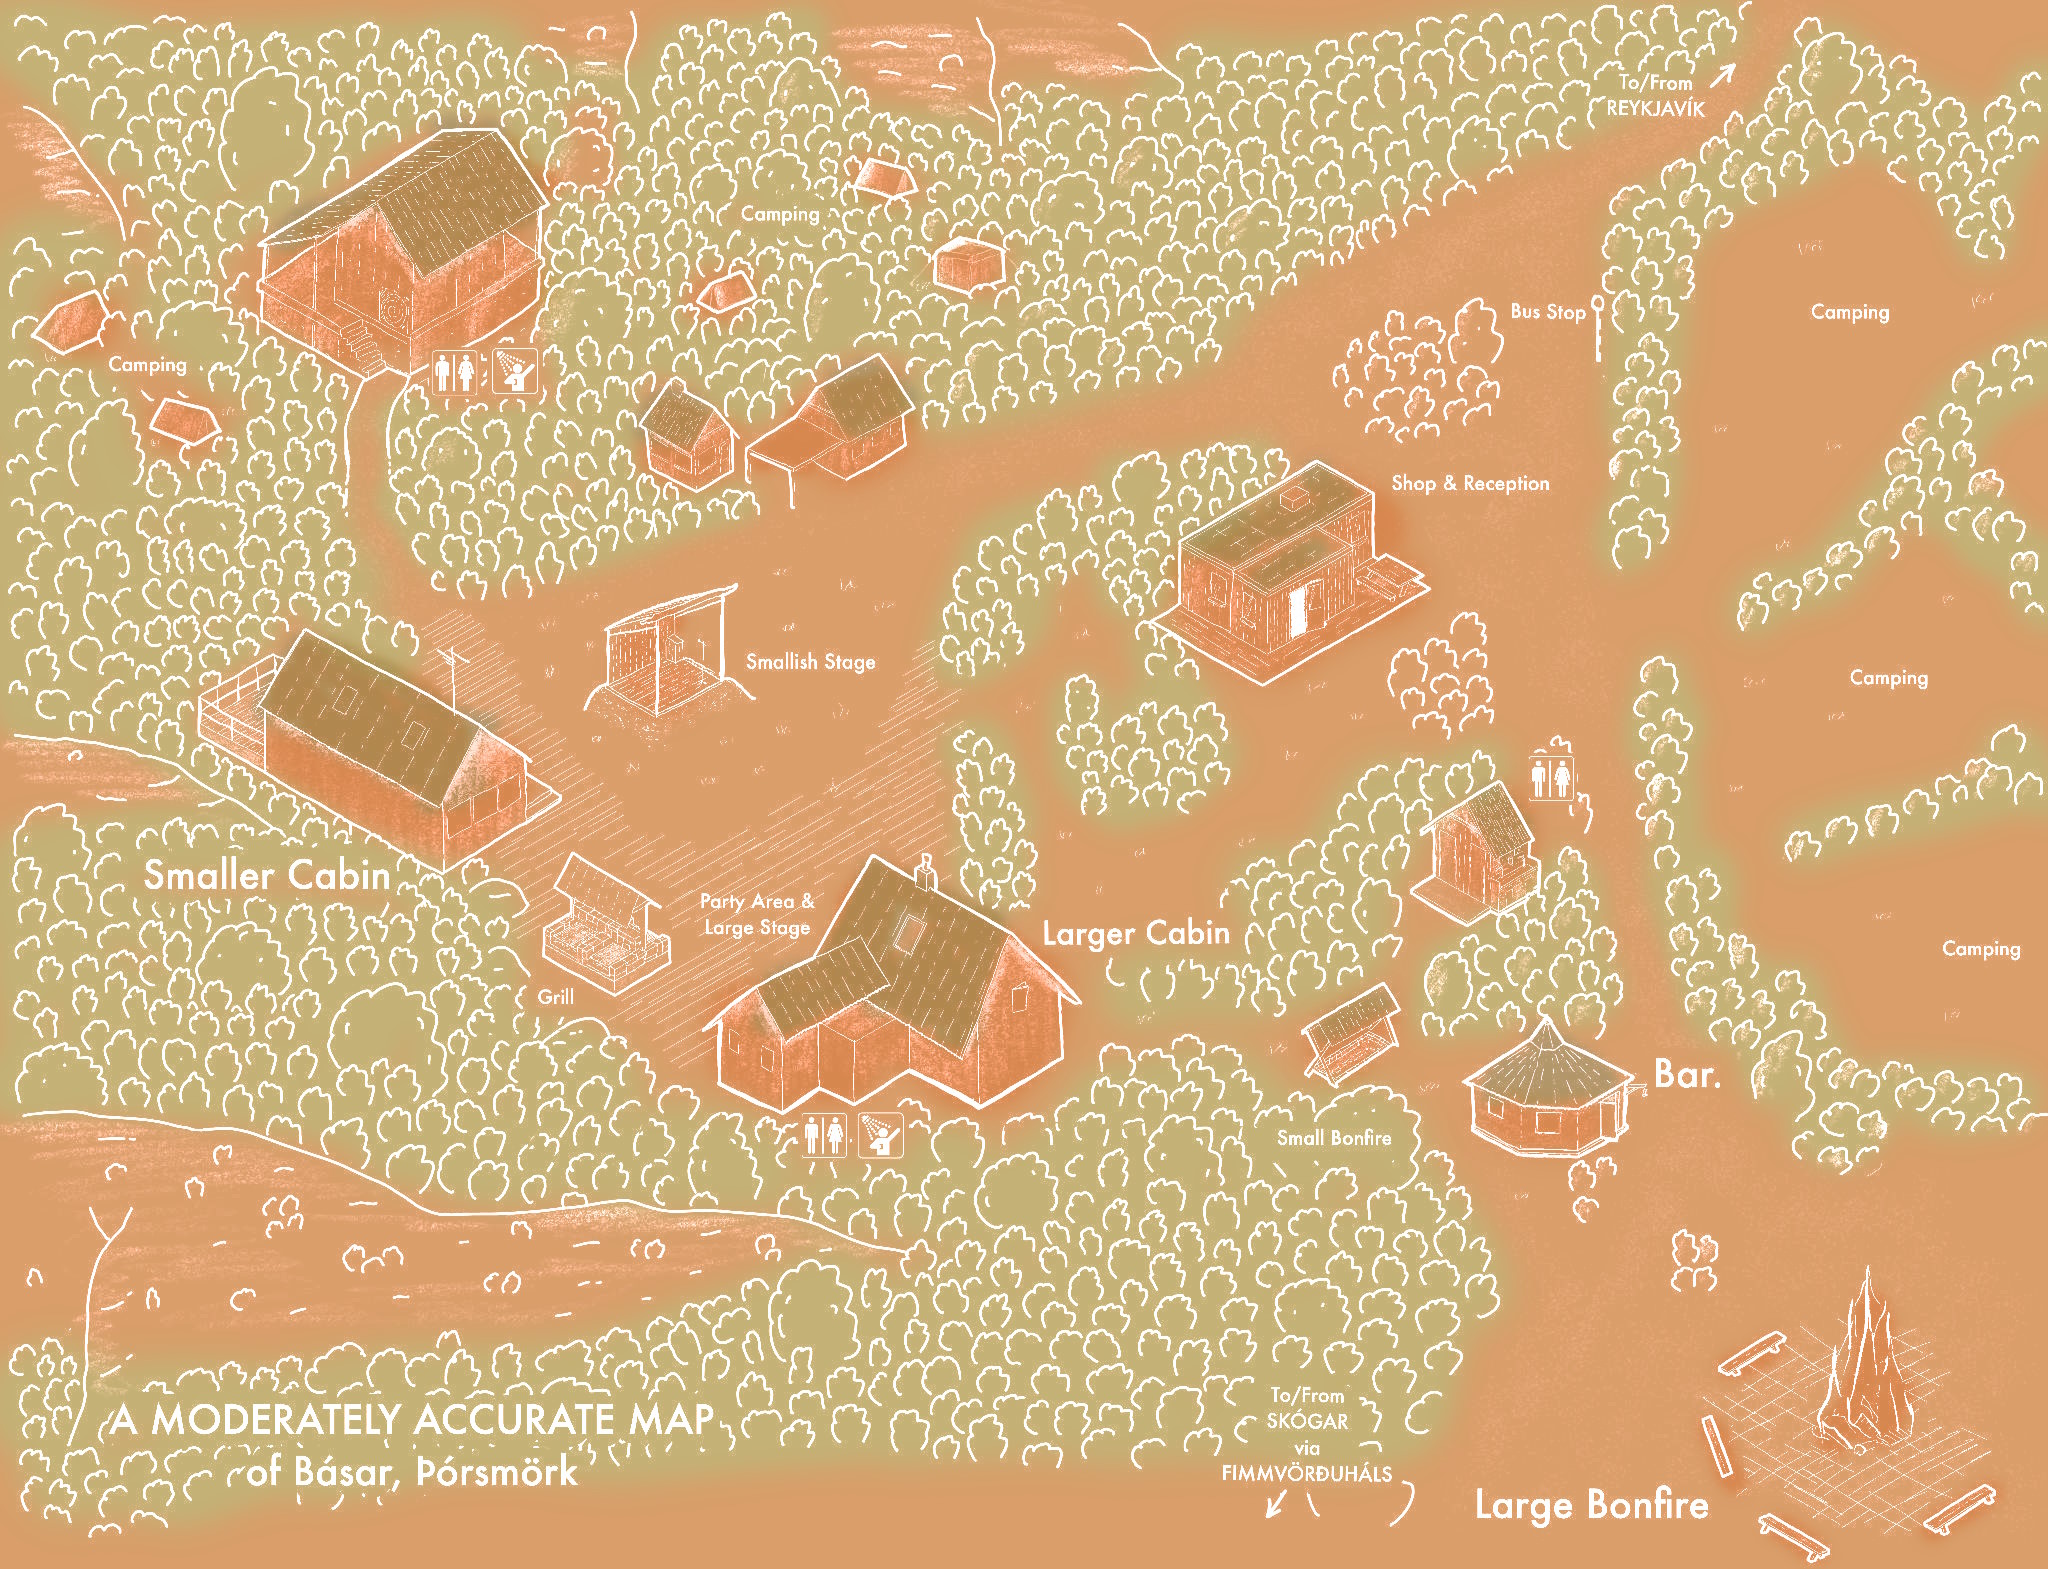 To/From
REYKJAVÍK
Camping
Bus Stop
Camping
Camping
Shop & Reception
Smallish Stage
Camping
Smaller Cabin
Party Area &
Large Stage
Larger Cabin
Camping
Grill
Bar.
Small Bonfire
To/From
SKÓGAR
via
FIMMVÖRÐUHÁLS
A MODERATELY ACCURATE MAP
of Básar, Þórsmörk
Large Bonfire